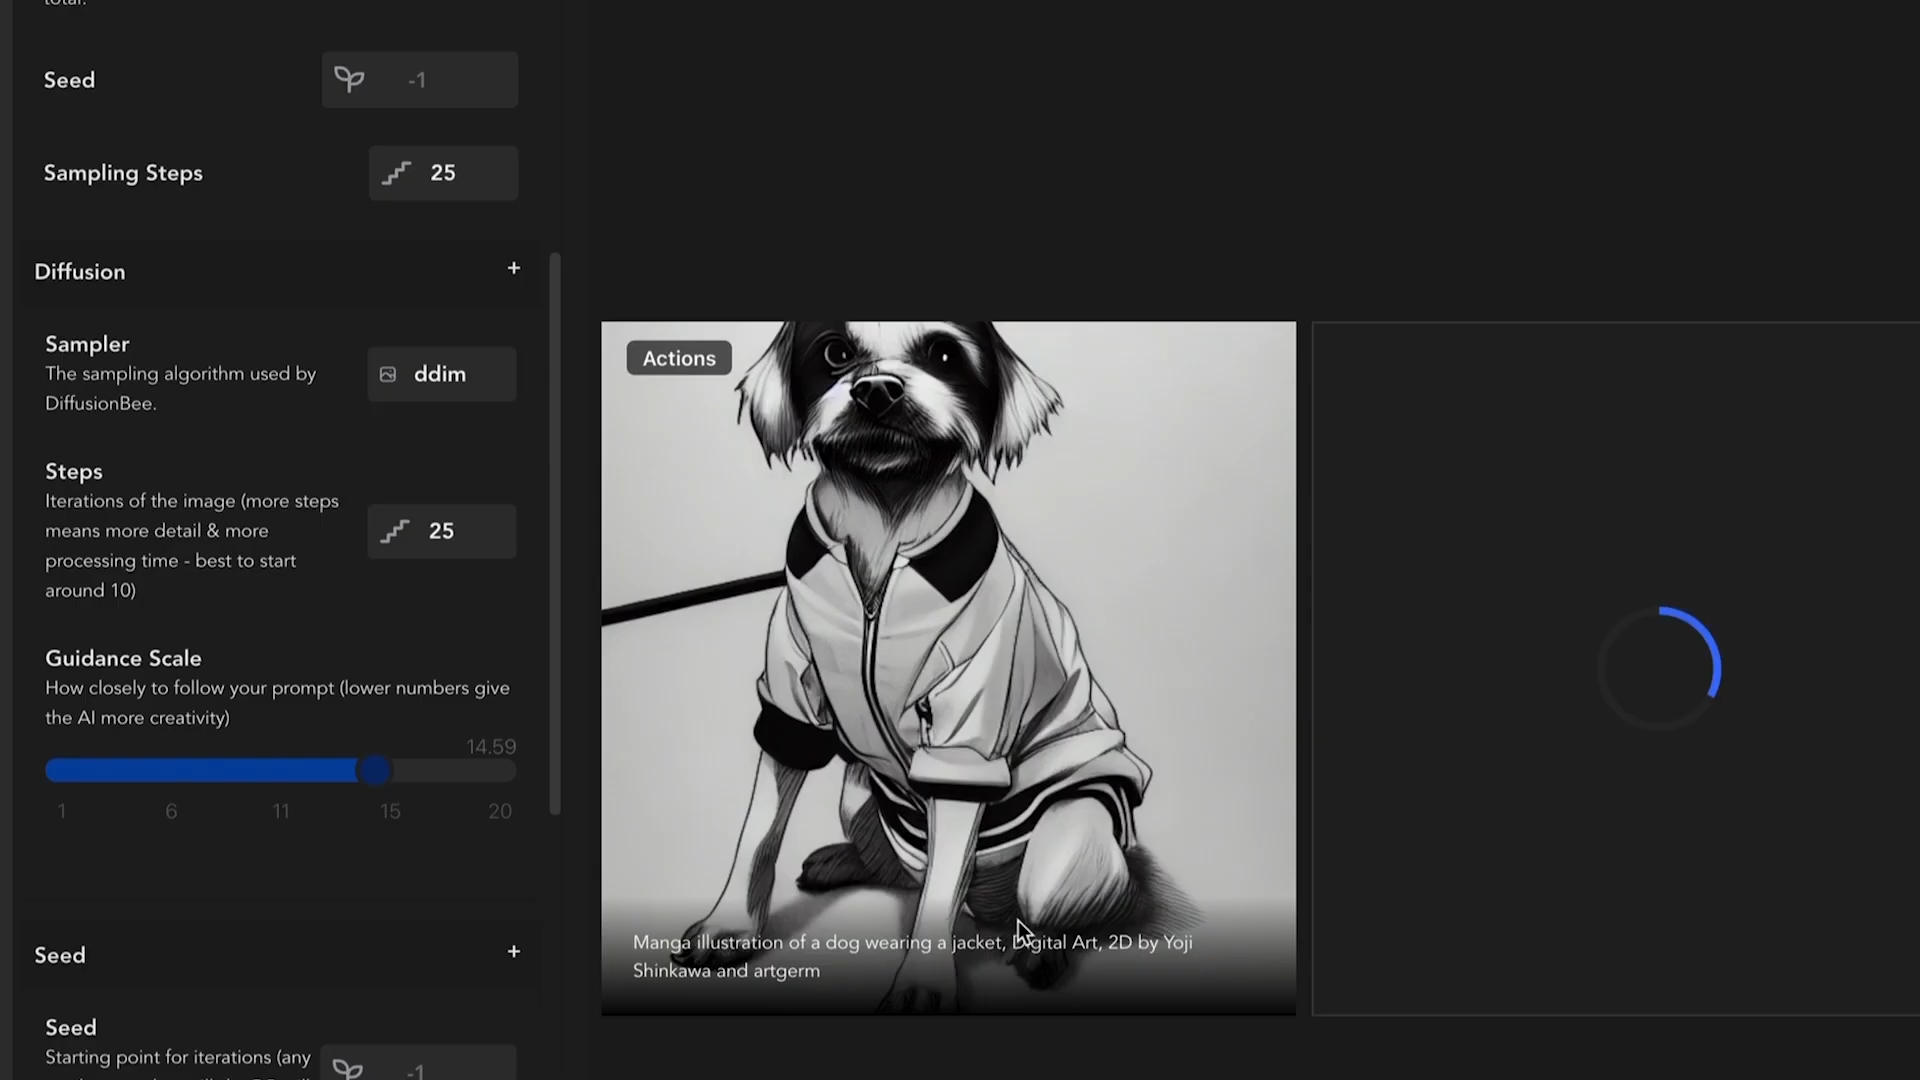 total.
Seed
-1
Sampling Steps
25
Diffusion
+
Sampler
The sampling algorithm used by
DiffusionBee.
ddim
Steps
Iterations of the image (more steps
means more detail & more
processing time - best to start
around 10)
25
Guidance Scale
How closely to follow your prompt (lower numbers give
the AI more creativity)
14.59
1 6 11 15 20
Seed
+
Seed
Starting point for iterations (any
-1
Actions
Manga illustration of a dog wearing a jacket, Digital Art, 2D by Yoji
Shinkawa and artgerm